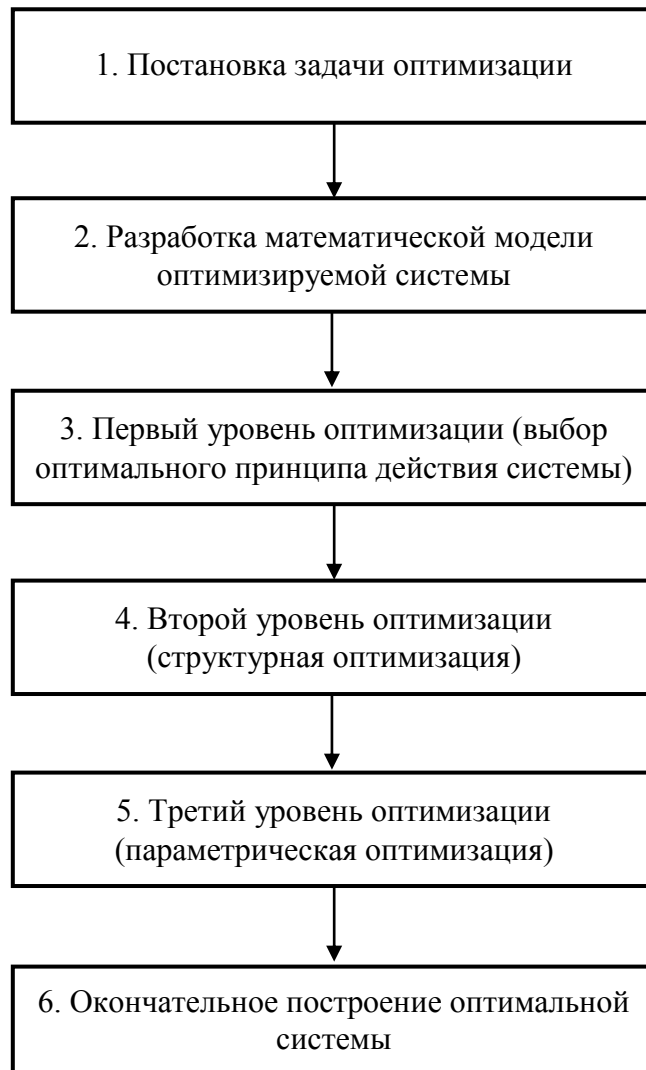 1. Постановка задачи оптимизации
2. Разработка математической модели
оптимизируемой системы
3. Первый уровень оптимизации (выбор
оптимального принципа действия системы)
4. Второй уровень оптимизации
(структурная оптимизация)
5. Третий уровень оптимизации
(параметрическая оптимизация)
6. Окончательное построение оптимальной
системы